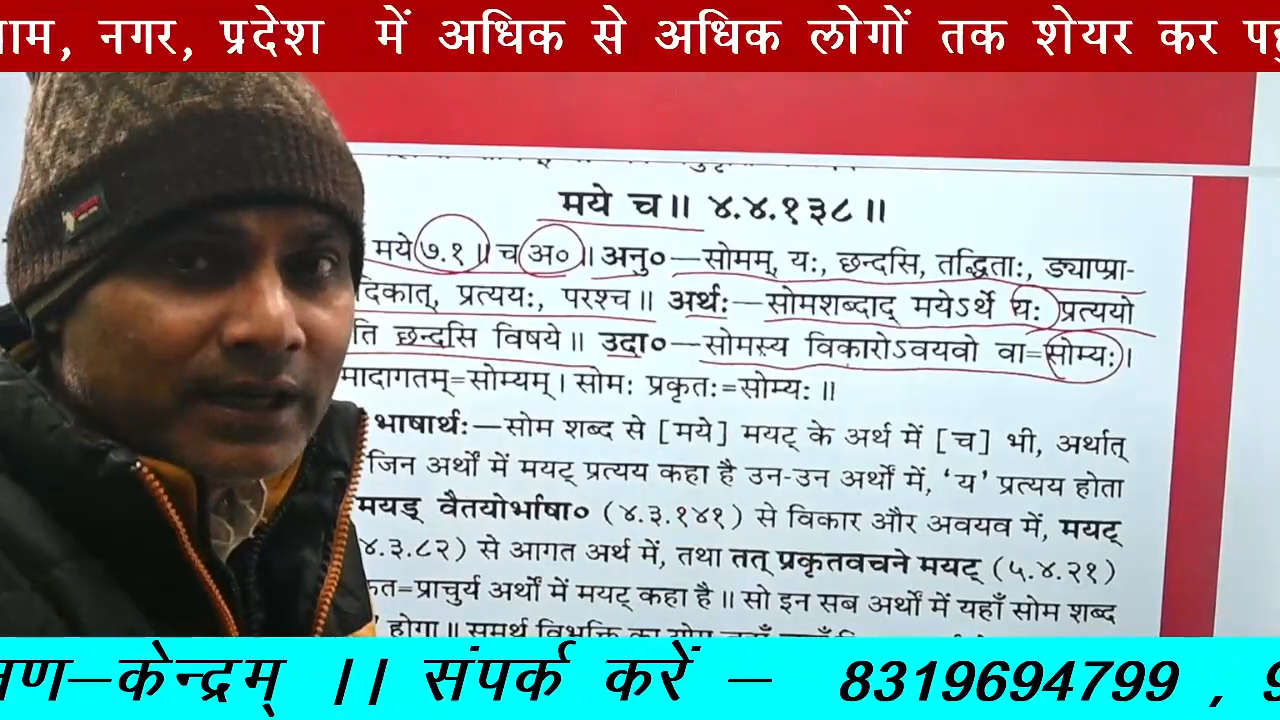 नगर, प्रदेश में अधिक से अधिक लोगों तक शेयर कर
मये च॥ ४.४.१३८॥
मये ७.१॥ च अ०॥ अनु०—सोमम्, यः, छन्दसि, तद्धिताः, ङ्याप्प्रा-
दिकात्, प्रत्ययः, परश्च॥ अर्थः—सोमशब्दाद् मयेऽर्थे यः प्रत्ययो
ति छन्दसि विषये॥ उदा०—सोमस्य विकारोऽवयवो वा=सोम्यः।
मादागतम्=सोम्यम्। सोमः प्रकृतः=सोम्यः॥
भाषार्थः—सोम शब्द से [मये] मयट् के अर्थ में [च] भी, अर्थात्
जिन अर्थों में मयट् प्रत्यय कहा है उन-उन अर्थों में, ‘य’ प्रत्यय होता
मयड् वैतयोर्भाषा० (४.३.१४१) से विकार और अवयव में, मयट्
४.३.८२) से आगत अर्थ में, तथा तत् प्रकृतवचने मयट् (५.४.२१)
कृत=प्राचुर्य अर्थों में मयट् कहा है॥ सो इन सब अर्थों में यहाँ सोम शब्द
होगा॥ समर्थ विभक्ति का योग
षण–केन्द्रम् ।। संपर्क करें – 8319694799 , 9